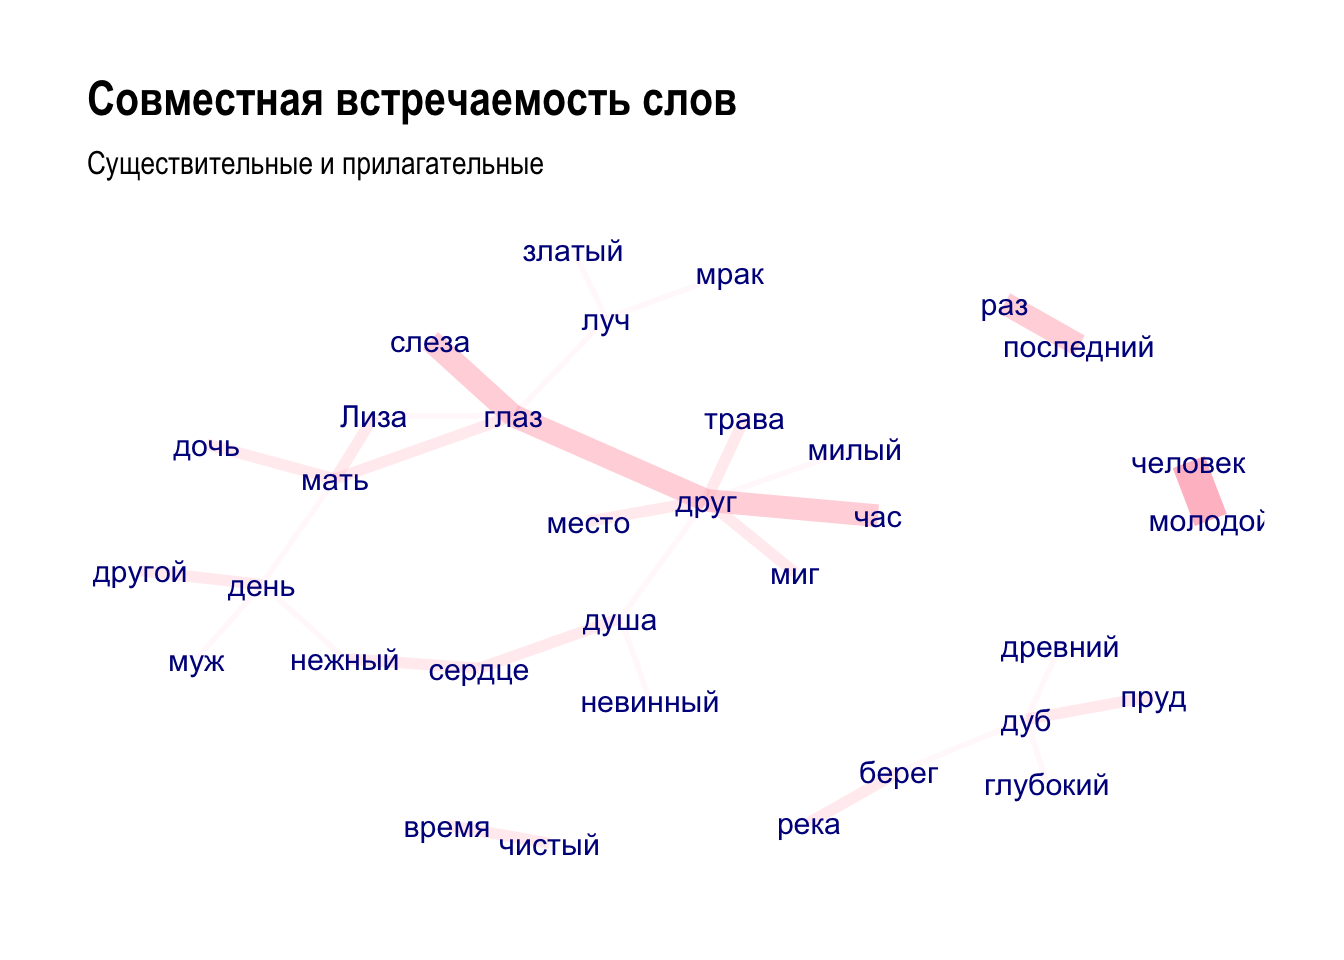 Совместная встречаемость слов
Существительные и прилагательные
златый
мрак
раз
луч
слеза
последний
Лиза
глаз
трава
дочь
милый
человек
мать
друг
час
место
молодой
другой
день
миг
душа
древний
муж
нежный
сердце
невинный
пруд
дуб
берег
глубокий
река
время
чистый